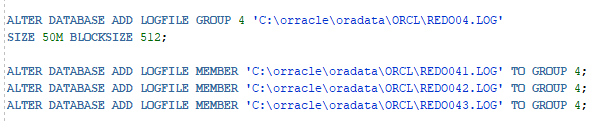 ALTER DATABASE ADD LOGFILE GROUP 4 'C:\orracle\oradata\ORCL\REDO04.LOG'
SIZE 50M BLOCKSIZE 512;
ALTER DATABASE ADD LOGFILE MEMBER 'C:\orracle\oradata\ORCL\REDO041.LOG' TO GROUP 4;
ALTER DATABASE ADD LOGFILE MEMBER 'C:\orracle\oradata\ORCL\REDO042.LOG' TO GROUP 4;
ALTER DATABASE ADD LOGFILE MEMBER 'C:\orracle\oradata\ORCL\REDO043.LOG' TO GROUP 4;